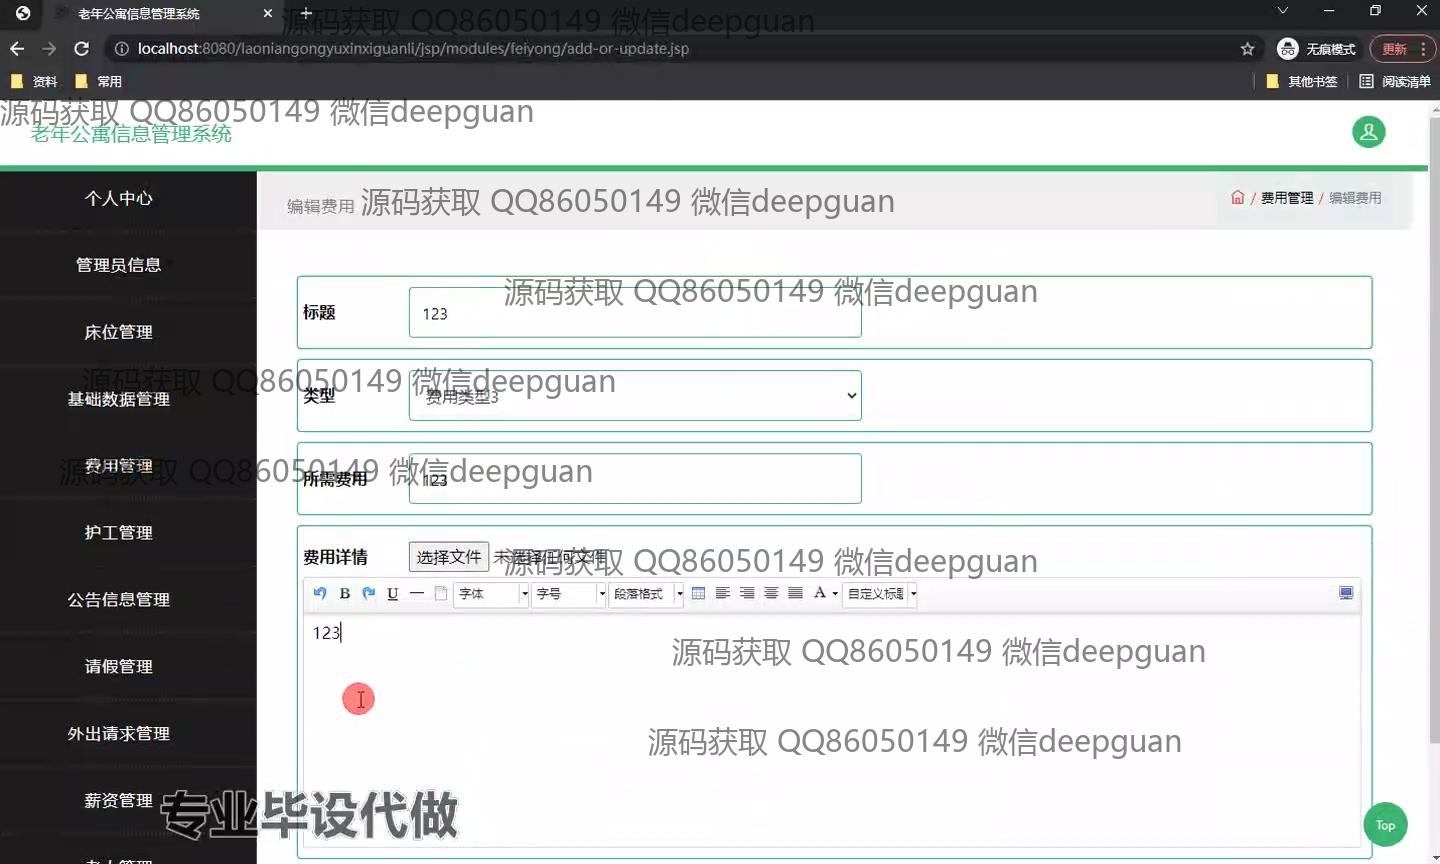 老年公寓信息管理系统
源码获取 QQ86050149 微信deepguan
localhost:8080/laoniangongyuxinxiguanli/jsp/modules/feiyong/add-or-update.jsp
无痕模式
更新
资料
常用
其他书签
阅读清单
源码获取 QQ86050149 微信deepguan
老年公寓信息管理系统
个人中心
编辑费用
源码获取 QQ86050149 微信deepguan
/ 费用管理 / 编辑费用
管理员信息
源码获取 QQ86050149 微信deepguan
标题
123
床位管理
源码获取 QQ86050149 微信deepguan
基础数据管理
类型
费用类型3
费用管理
源码获取 QQ86050149 微信deepguan
所需费用
123
护工管理
费用详情
选择文件 未选择任何文件
源码获取 QQ86050149 微信deepguan
公告信息管理
B
U
字体
字号
段落格式
A
自定义标题
123
源码获取 QQ86050149 微信deepguan
请假管理
外出请求管理
源码获取 QQ86050149 微信deepguan
薪资管理
专业毕设代做
Top